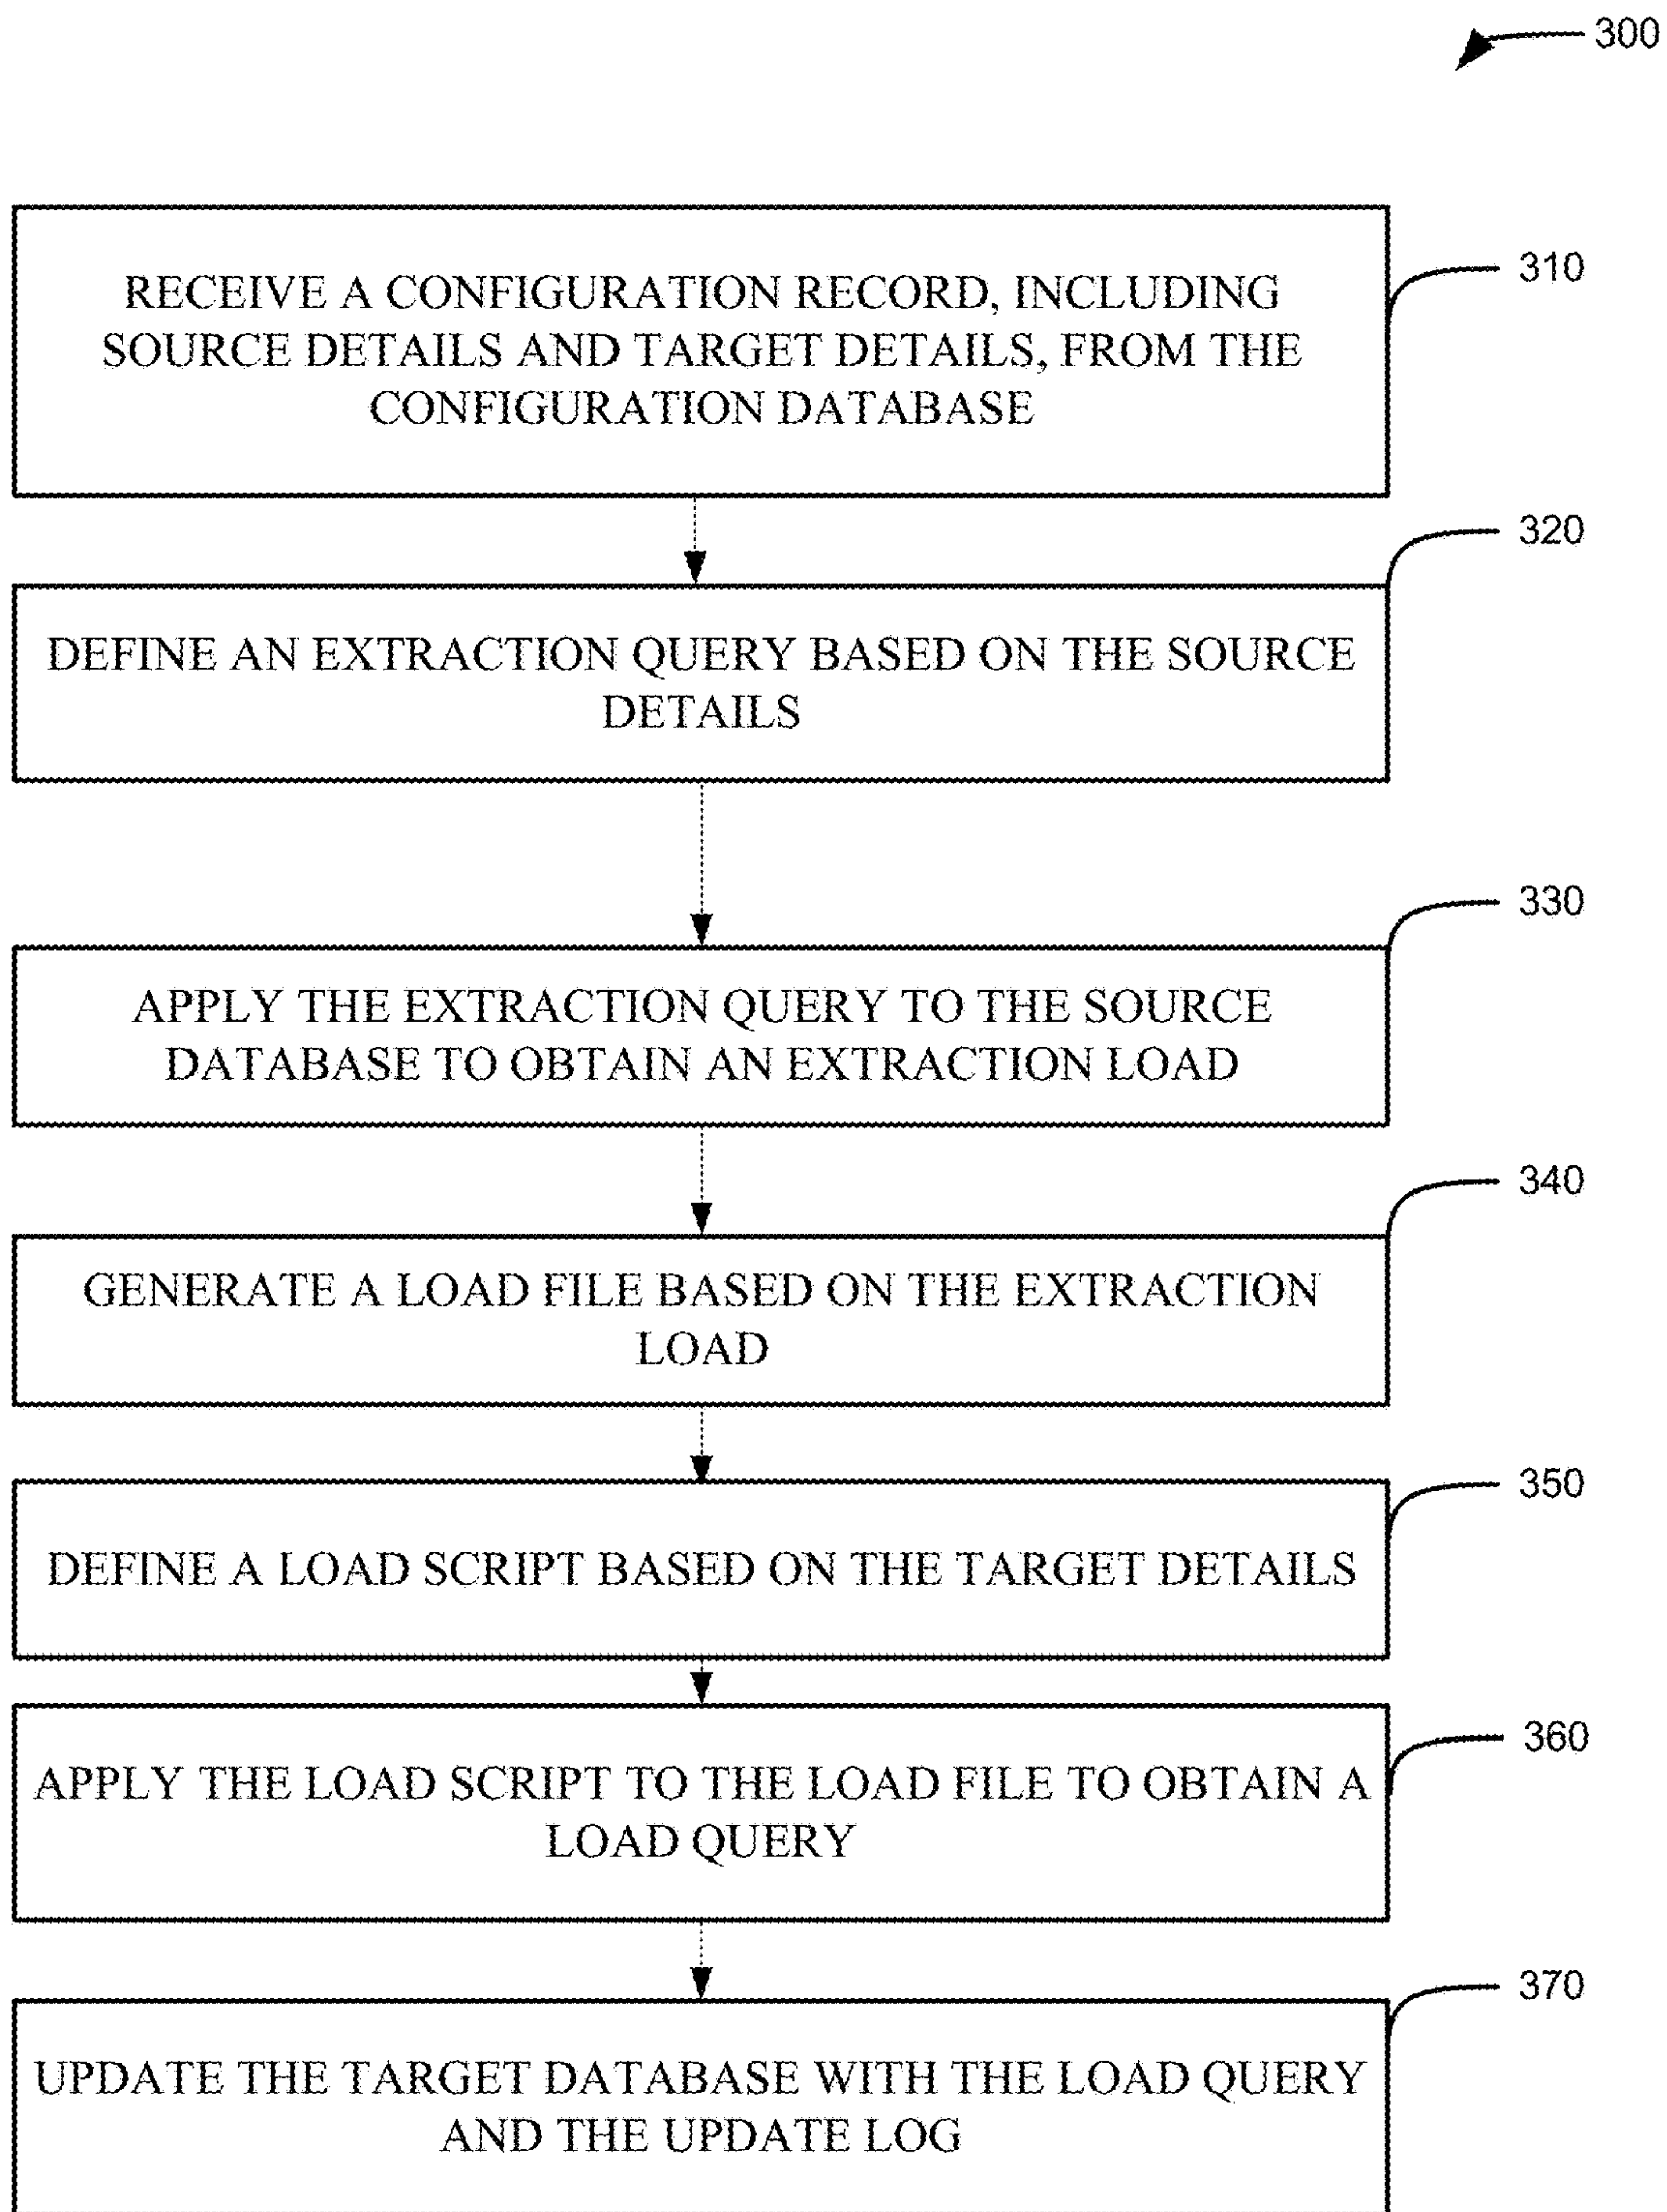 300
RECEIVE A CONFIGURATION RECORD, INCLUDING
SOURCE DETAILS AND TARGET DETAILS, FROM THE
CONFIGURATION DATABASE
310
320
DEFINE AN EXTRACTION QUERY BASED ON THE SOURCE
DETAILS
330
APPLY THE EXTRACTION QUERY TO THE SOURCE
DATABASE TO OBTAIN AN EXTRACTION LOAD
340
GENERATE A LOAD FILE BASED ON THE EXTRACTION
LOAD
350
DEFINE A LOAD SCRIPT BASED ON THE TARGET DETAILS
360
APPLY THE LOAD SCRIPT TO THE LOAD FILE TO OBTAIN A
LOAD QUERY
370
UPDATE THE TARGET DATABASE WITH THE LOAD QUERY
AND THE UPDATE LOG